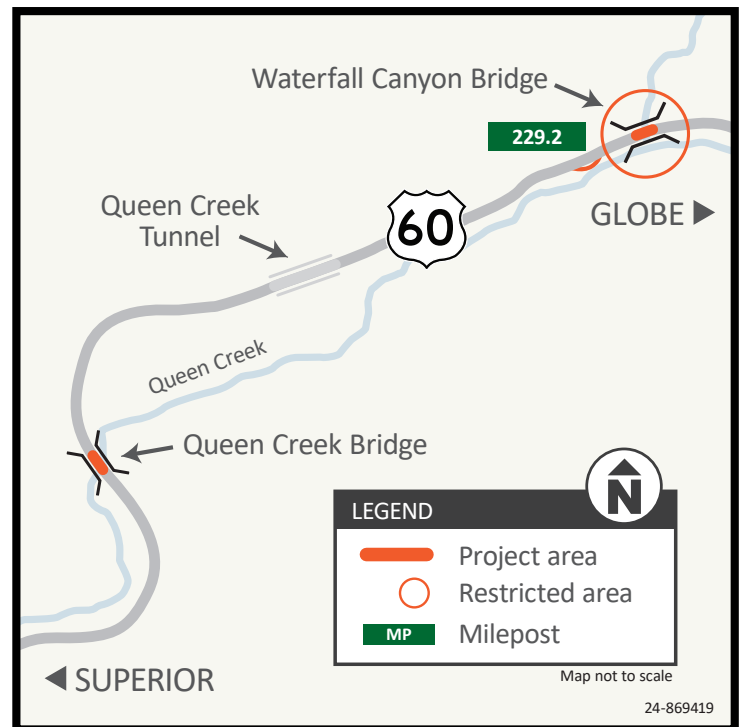 Waterfall Canyon Bridge
229.2
Queen Creek
Tunnel
60
GLOBE
Queen Creek
Queen Creek Bridge
N
LEGEND
Project area
Restricted area
MP Milepost
Map not to scale
SUPERIOR
24-869419